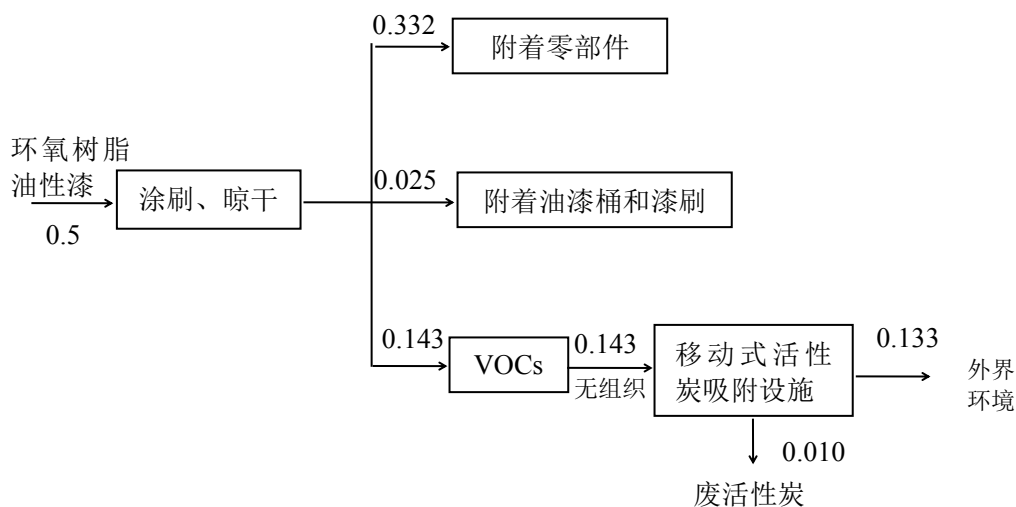 0.332
附着零部件
环氧树脂
油性漆
0.5
涂刷、晾干
0.025
附着油漆桶和漆刷
0.143
VOCs
0.143
无组织
移动式活性
炭吸附设施
0.133
外界
环境
0.010
废活性炭